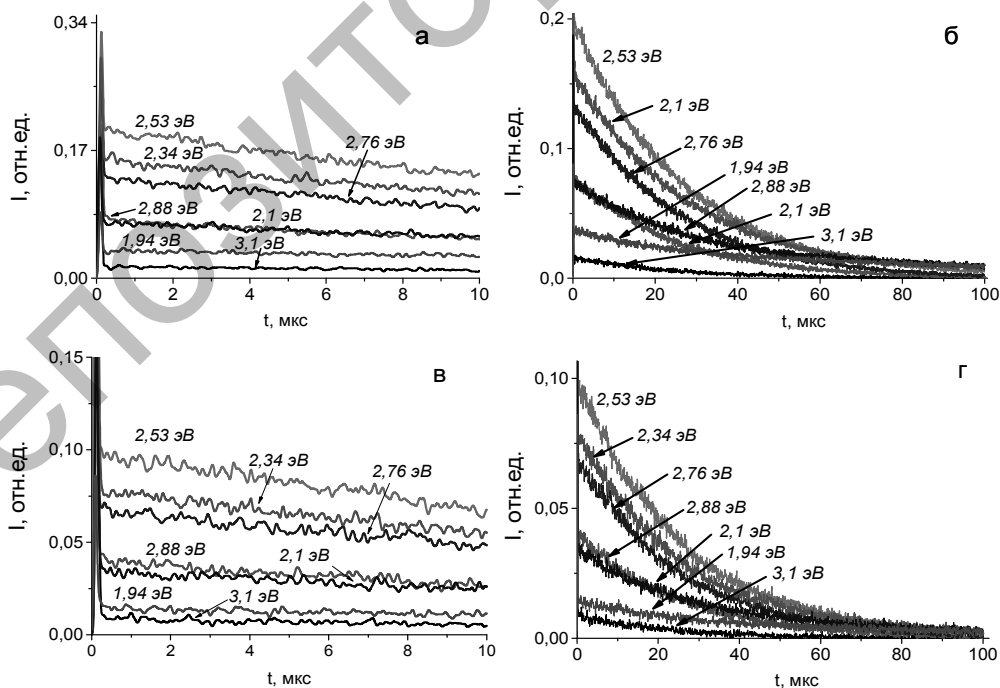 епозито
а
I, отн.ед.
0,34
0,17
0,00
2,53 эВ
2,34 эВ
2,76 эВ
2,88 эВ
2,1 эВ
1,94 эВ
3,1 эВ
0 2 4 6 8 10
t, мкс
б
I, отн.ед.
0,2
0,1
0,0
2,53 эВ
2,1 эВ
2,76 эВ
1,94 эВ
2,88 эВ
2,1 эВ
3,1 эВ
0 20 40 60 80 100
t, мкс
в
I, отн.ед.
0,15
0,10
0,05
0,00
2,53 эВ
2,34 эВ
2,76 эВ
2,88 эВ
2,1 эВ
1,94 эВ
3,1 эВ
0 2 4 6 8 10
t, мкс
г
I, отн.ед.
0,10
0,05
0,00
2,53 эВ
2,34 эВ
2,76 эВ
2,88 эВ
2,1 эВ
1,94 эВ
3,1 эВ
0 20 40 60 80 100
t, мкс